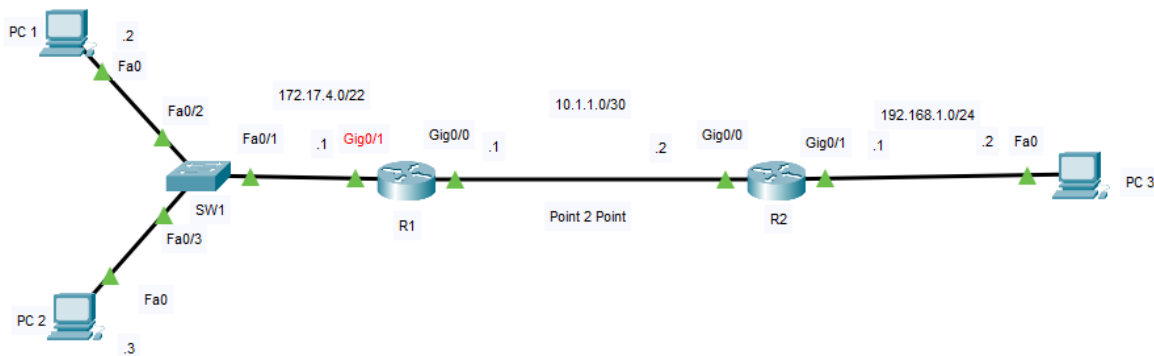 PC 1
.2
Fa0
Fa0/2
172.17.4.0/22
10.1.1.0/30
192.168.1.0/24
Fa0/1
.1
Gig0/1
Gig0/0
.1
.2
Gig0/0
Gig0/1
.1
.2
Fa0
PC 3
SW1
R1
Point 2 Point
R2
Fa0/3
Fa0
PC 2
.3